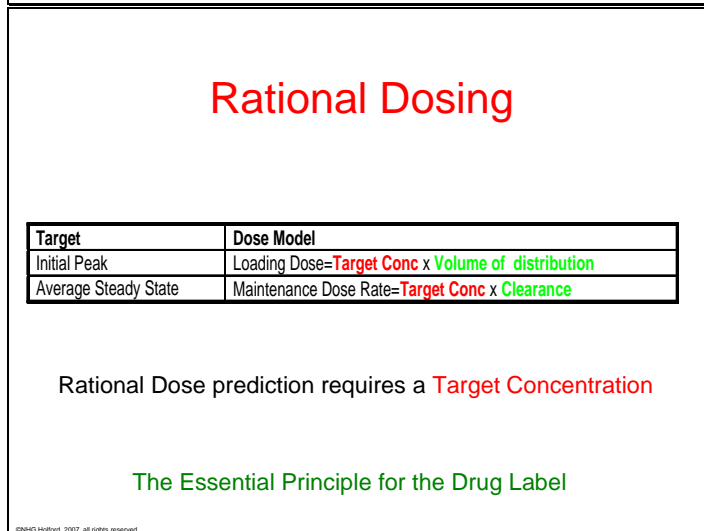 Rational Dosing
Target Dose Model
Initial Peak Loading Dose=Target Conc x Volume of distribution
Average Steady State Maintenance Dose Rate=Target Conc x Clearance
Rational Dose prediction requires a Target Concentration
The Essential Principle for the Drug Label
©NHG Holford, 2007, all rights reserved